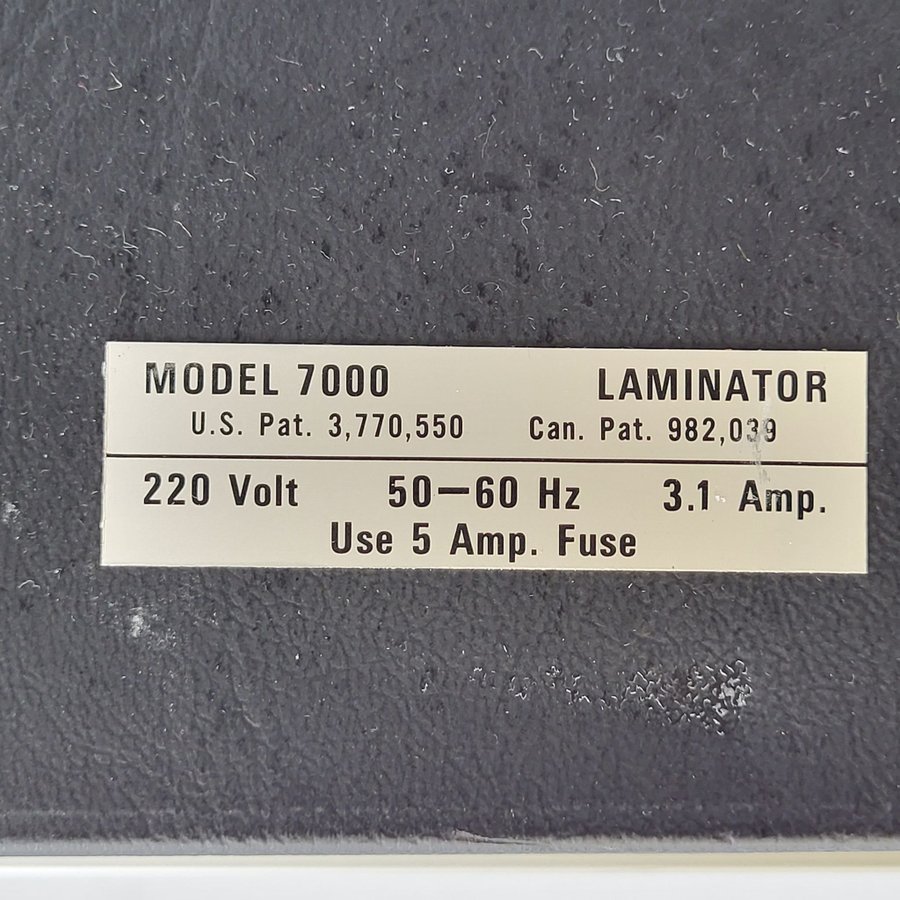 MODEL 7000 LAMINATOR
U.S. Pat. 3,770,550 Can. Pat. 982,039
220 Volt 50—60 Hz 3.1 Amp.
Use 5 Amp. Fuse